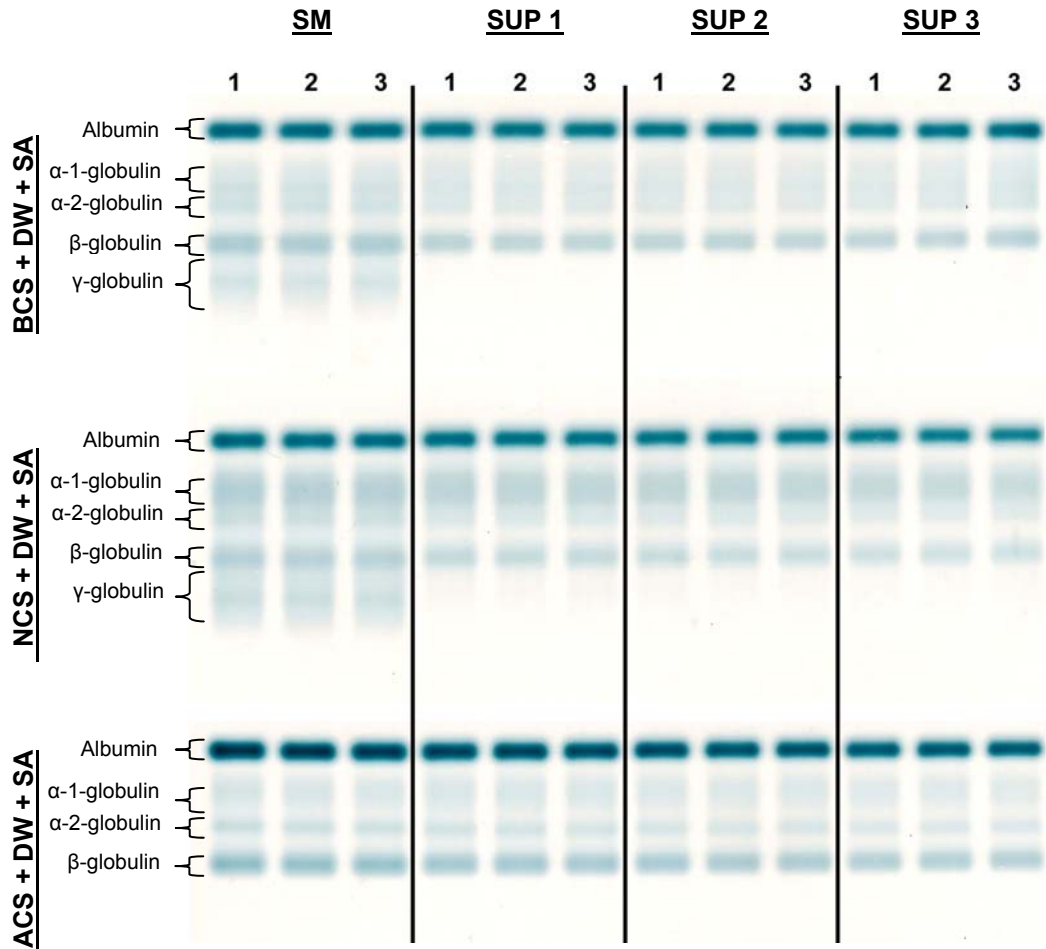 SM SUP 1 SUP 2 SUP 3
1 2 3 1 2 3 1 2 3 1 2 3
BCS + DW + SA
Albumin
α-1-globulin
α-2-globulin
β-globulin
γ-globulin
NCS + DW + SA
Albumin
α-1-globulin
α-2-globulin
β-globulin
γ-globulin
ACS + DW + SA
Albumin
α-1-globulin
α-2-globulin
β-globulin